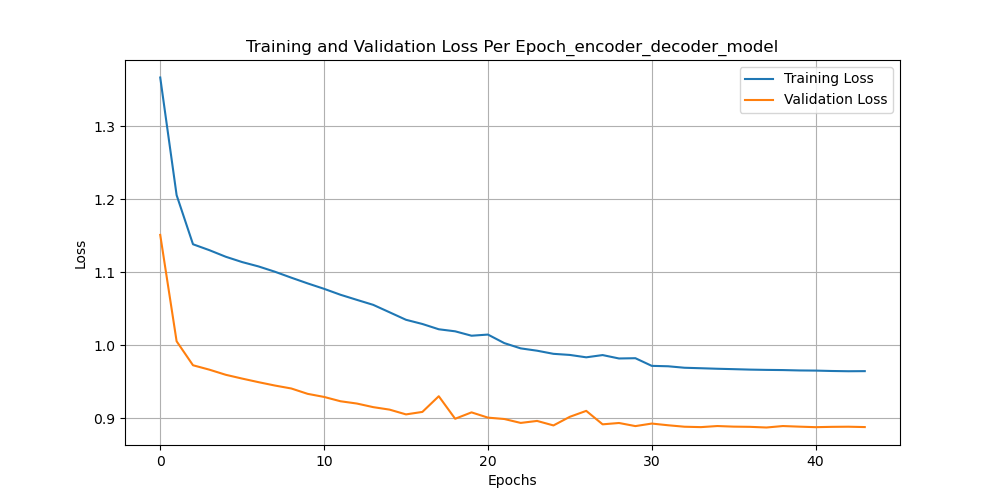 Training and Validation Loss Per Epoch_encoder_decoder_model
Training Loss
Validation Loss
1.3
1.2
1.1
1.0
0.9
Loss
0 10 20 30 40
Epochs